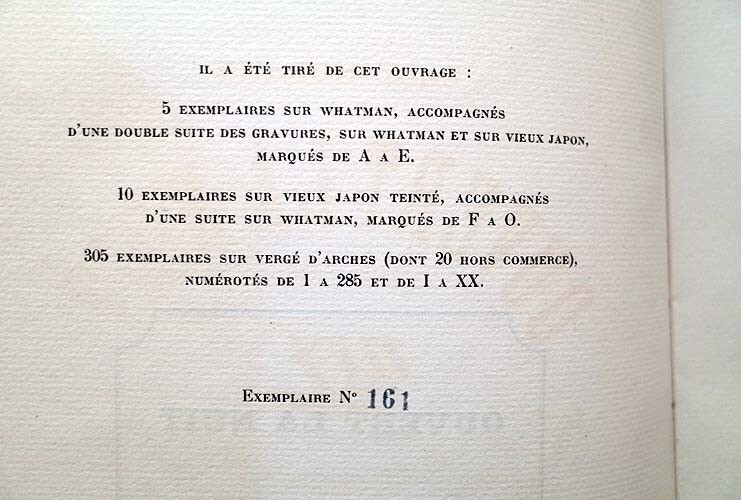 IL A ÉTÉ TIRÉ DE CET OUVRAGE :
5 EXEMPLAIRES SUR WHATMAN, ACCOMPAGNÉS
D'UNE DOUBLE SUITE DES GRAVURES, SUR WHATMAN ET SUR VIEUX JAPON,
MARQUÉS DE A A E.
10 EXEMPLAIRES SUR VIEUX JAPON TEINTÉ, ACCOMPAGNÉS
D'UNE SUITE SUR WHATMAN, MARQUÉS DE F A O.
305 EXEMPLAIRES SUR VERGÉ D'ARCHES (DONT 20 HORS COMMERCE),
NUMÉROTÉS DE 1 A 285 ET DE I A XX.
EXEMPLAIRE Nº 161